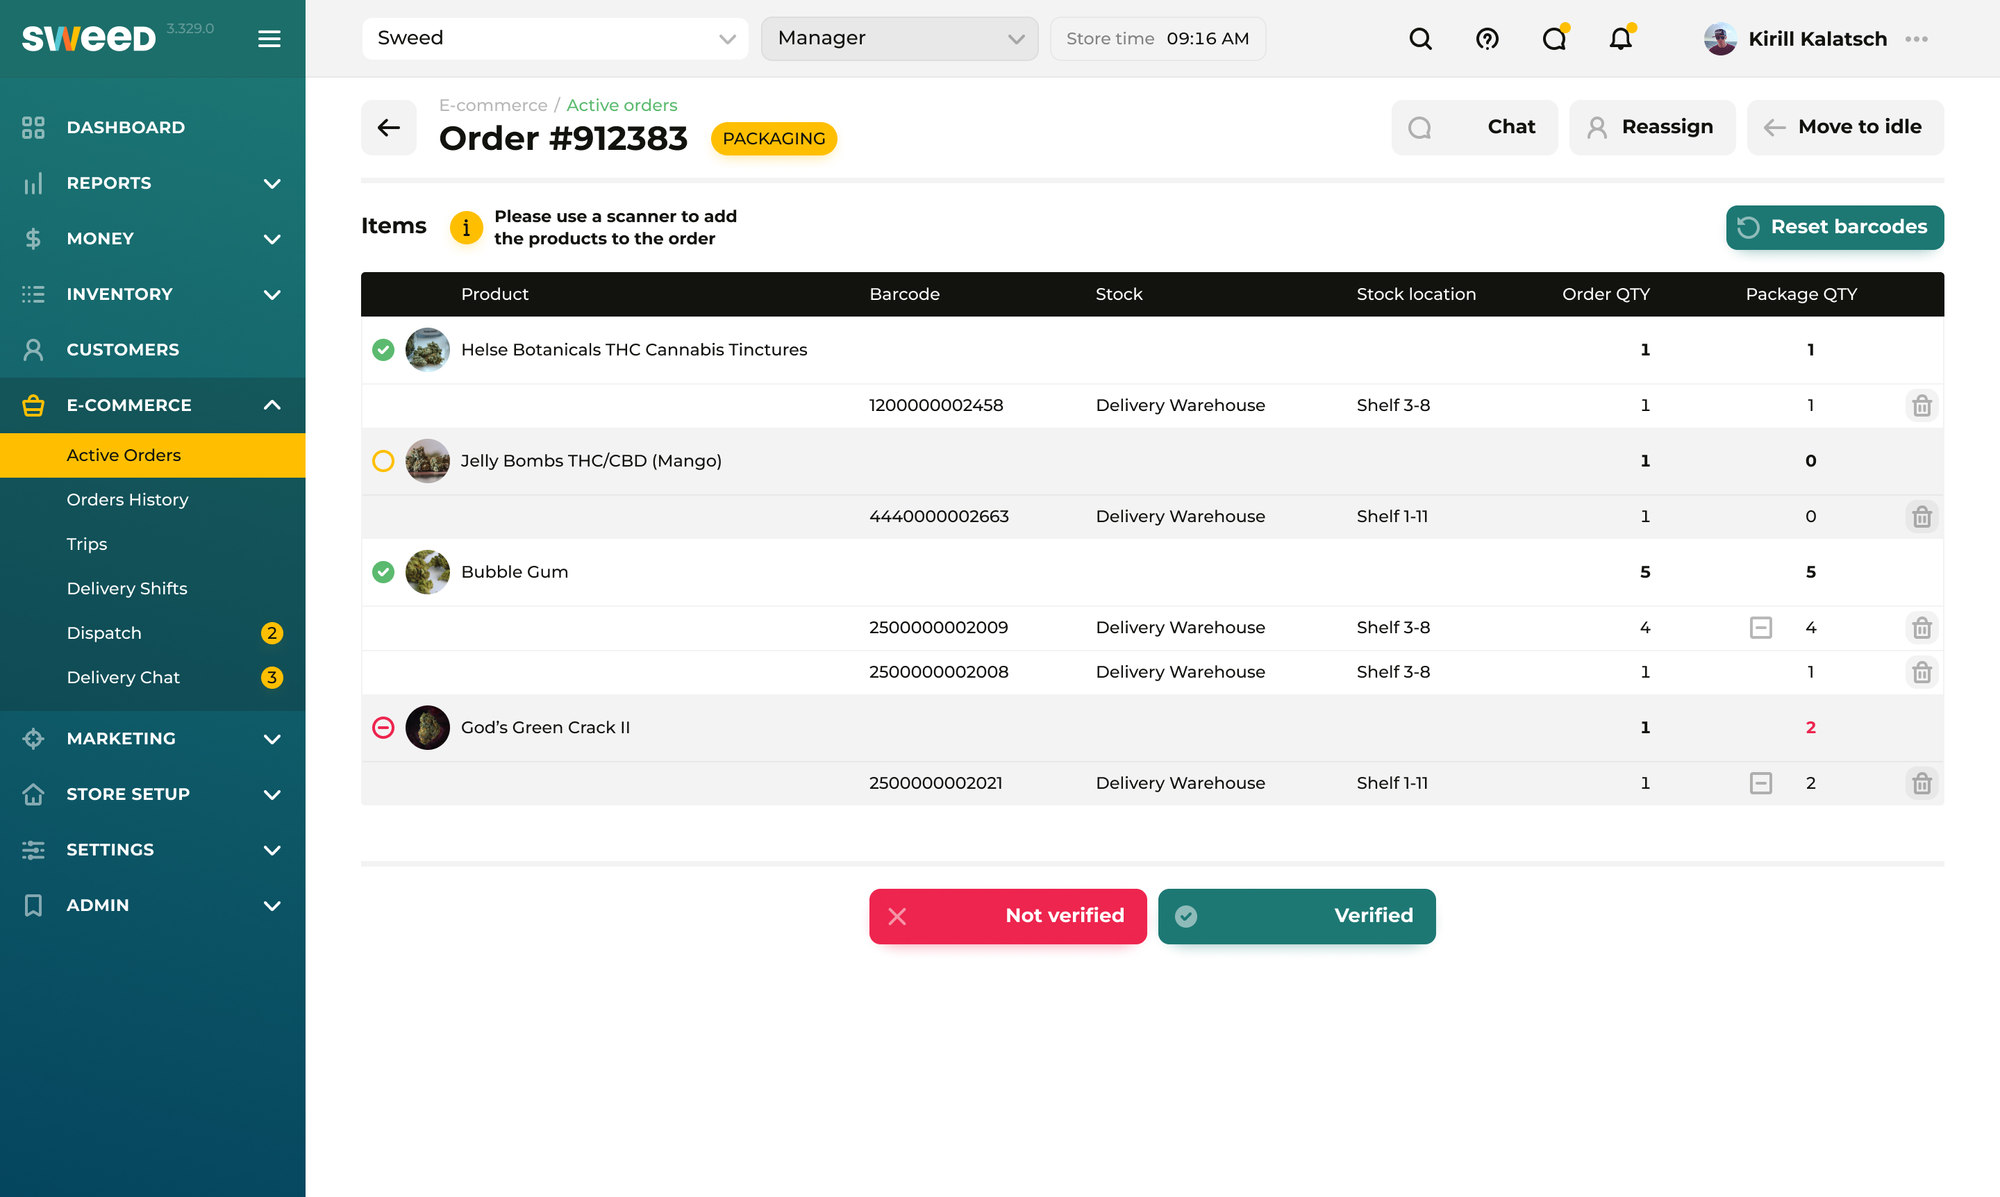 SWEED 3.329.0
Sweed
Manager
Store time 09:16 AM
Kirill Kalatsch
DASHBOARD
REPORTS
MONEY
INVENTORY
CUSTOMERS
E-COMMERCE
Active Orders
Orders History
Trips
Delivery Shifts
Dispatch 2
Delivery Chat 3
MARKETING
STORE SETUP
SETTINGS
ADMIN
E-commerce / Active orders
Order #912383 PACKAGING
Chat
Reassign
Move to idle
Items
Please use a scanner to add
the products to the order
Reset barcodes
Product Barcode Stock Stock location Order QTY Package QTY
Helse Botanicals THC Cannabis Tinctures 1 1
1200000002458 Delivery Warehouse Shelf 3-8 1 1
Jelly Bombs THC/CBD (Mango) 1 0
4440000002663 Delivery Warehouse Shelf 1-11 1 0
Bubble Gum 5 5
2500000002009 Delivery Warehouse Shelf 3-8 4 4
2500000002008 Delivery Warehouse Shelf 3-8 1 1
God's Green Crack II 1 2
2500000002021 Delivery Warehouse Shelf 1-11 1 2
Not verified
Verified